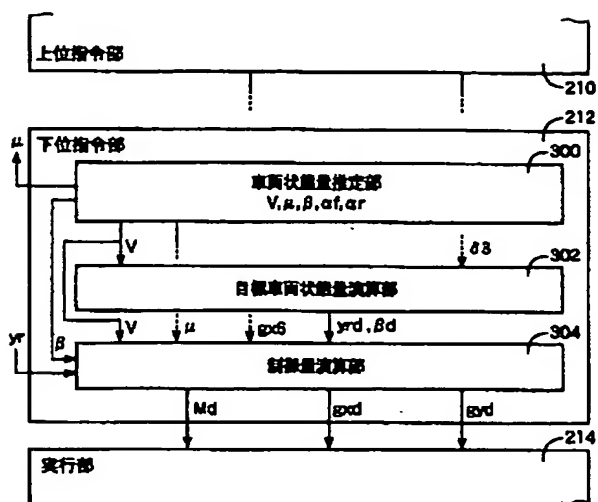 上位指令部
210
212
下位指令部
300
μ
車両状態量推定部
V,μ,β,αf,αr
V
δ3
302
目標車両状態量演算部
yr
β
V
μ
gx6
yrd,βd
304
制御量演算部
Md
gxd
gyd
214
実行部